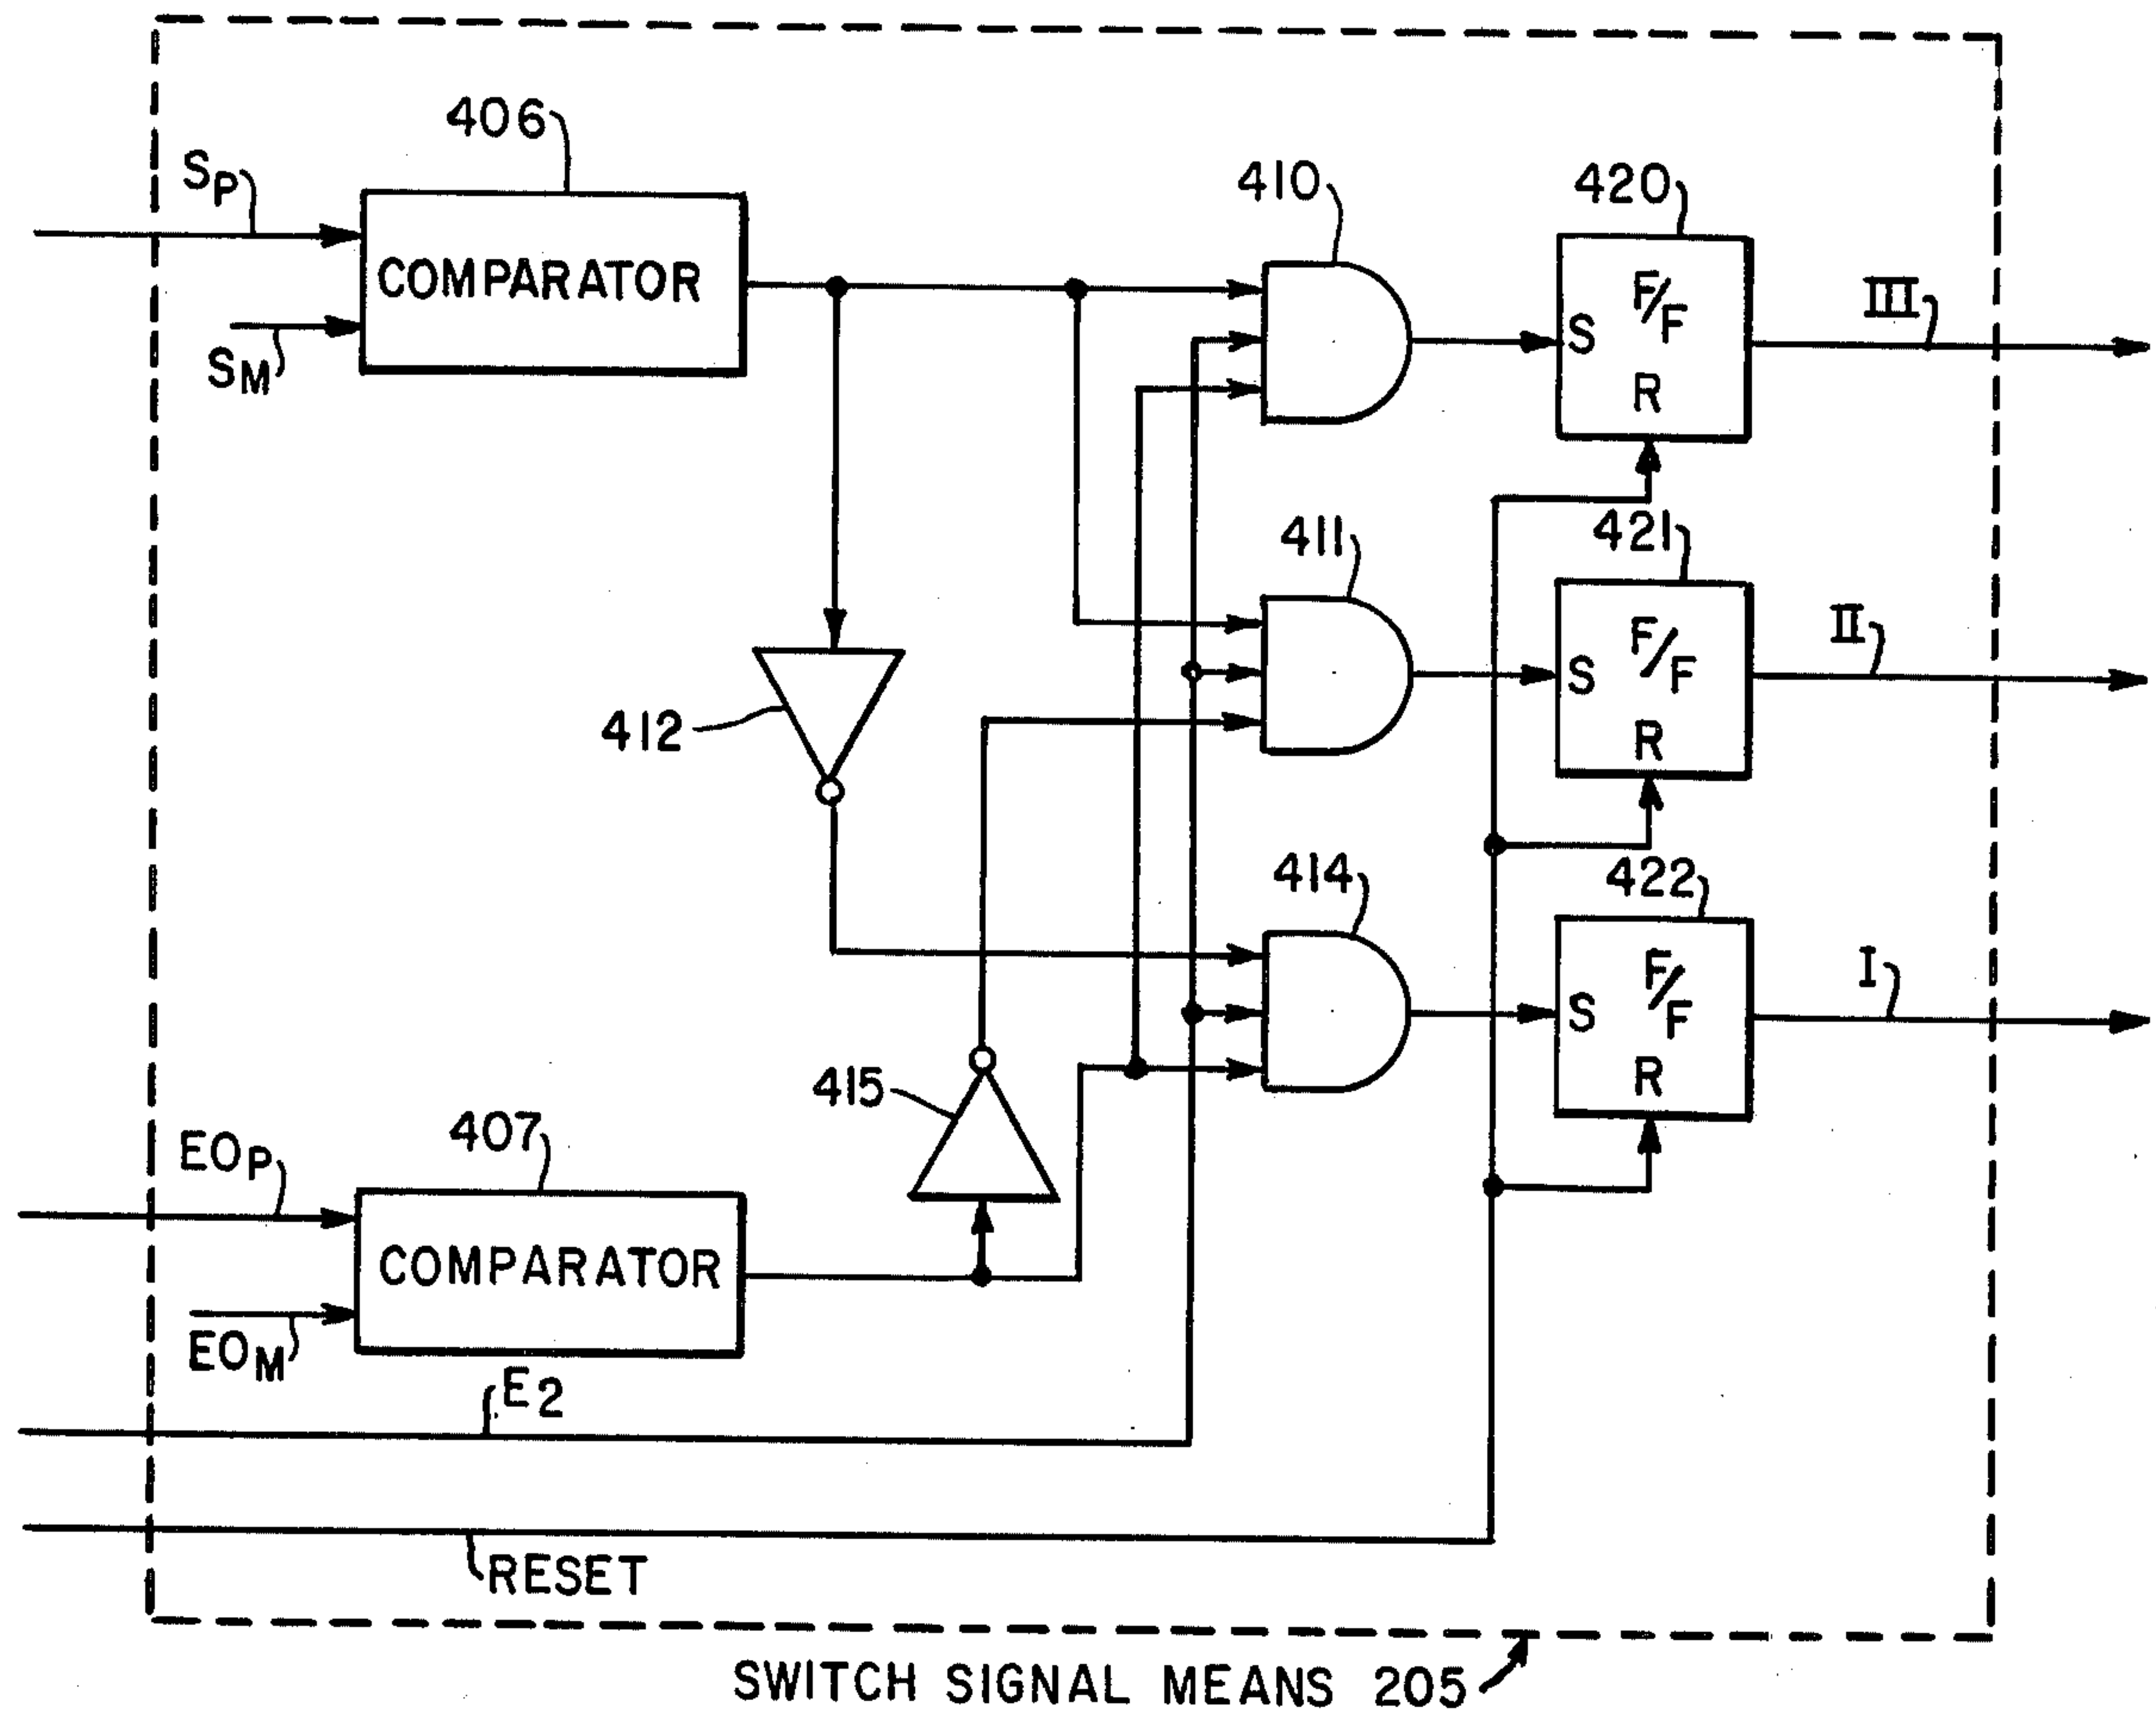 406
SP
COMPARATOR
SM
410
420
S
F/F
R
III
411
421
S
F/F
R
II
412
414
422
S
F/F
R
I
415
407
EOP
COMPARATOR
EOM
E2
RESET
SWITCH SIGNAL MEANS 205